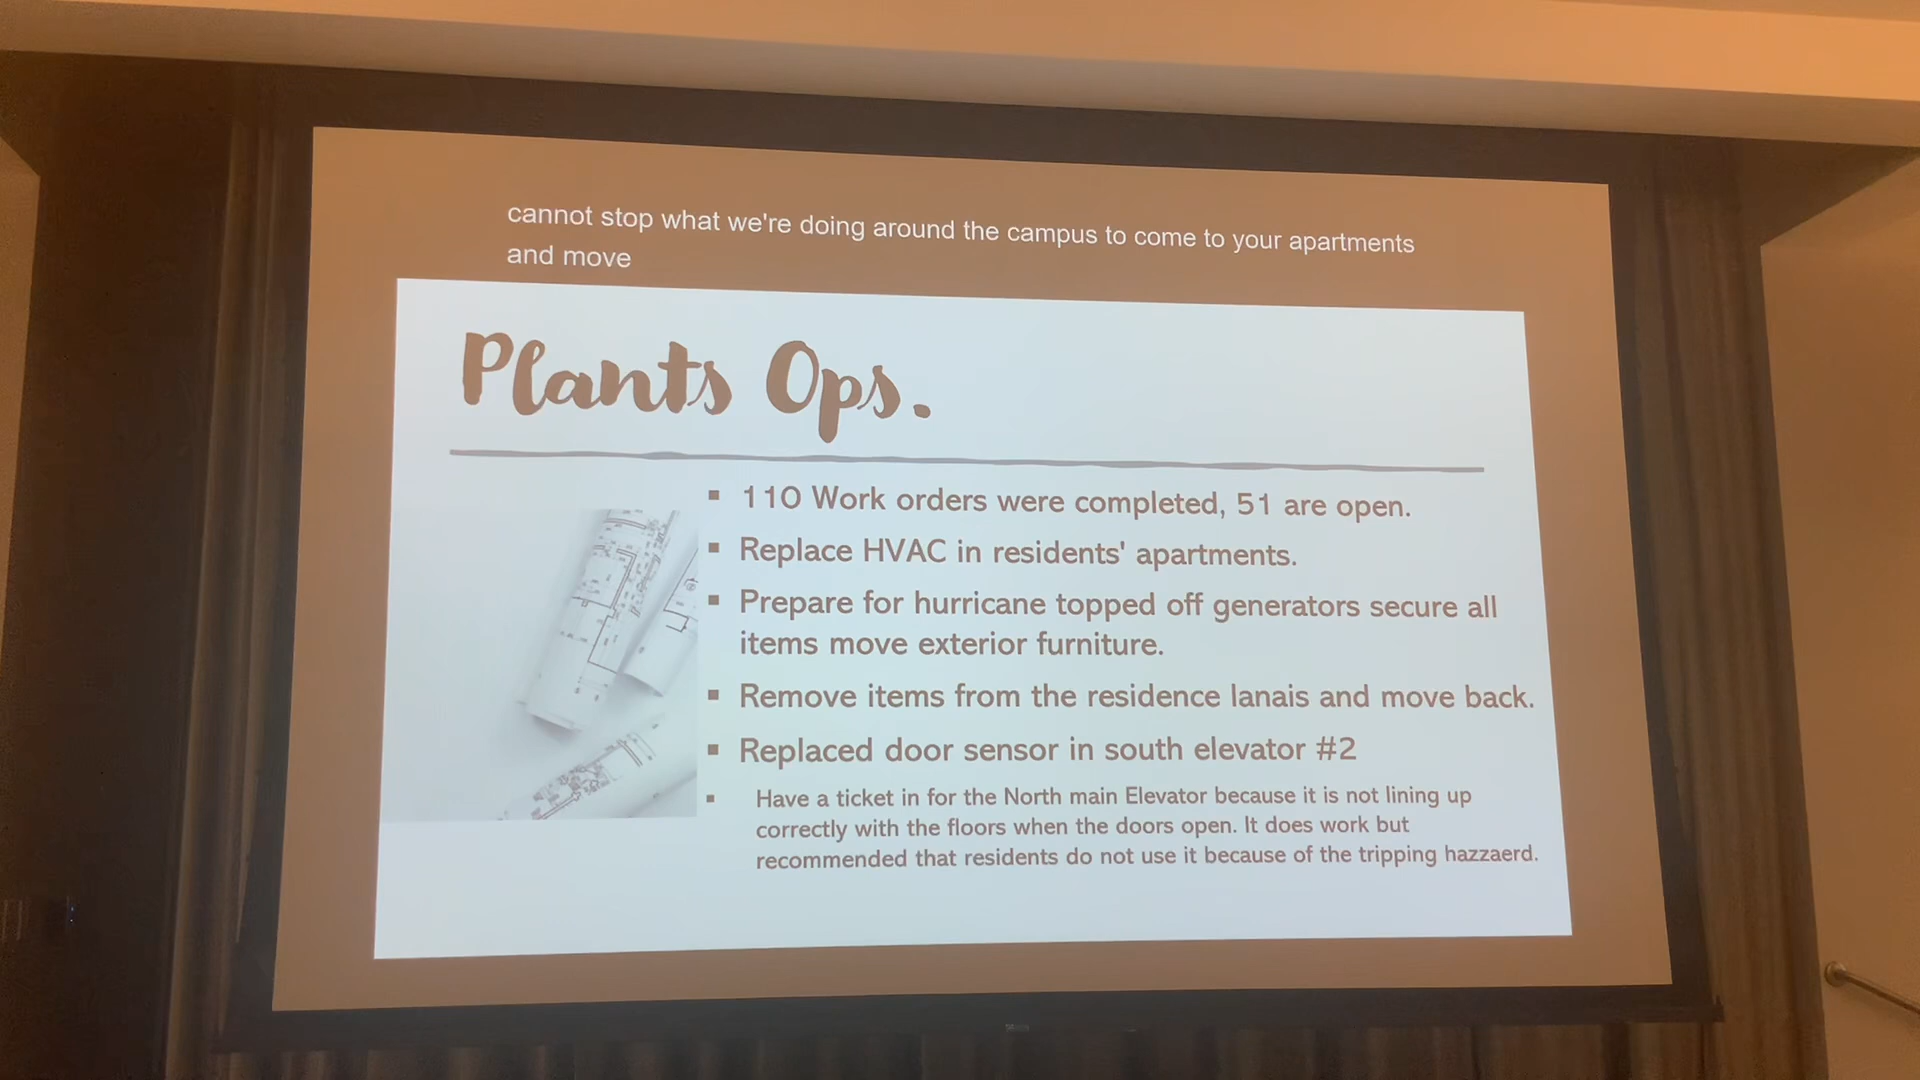 cannot stop what we're doing around the campus to come to your apartments
and move
Plants Ops.
▪ 110 Work orders were completed, 51 are open.
▪ Replace HVAC in residents' apartments.
▪ Prepare for hurricane topped off generators secure all
items move exterior furniture.
▪ Remove items from the residence lanais and move back.
▪ Replaced door sensor in south elevator #2
▪ Have a ticket in for the North main Elevator because it is not lining up
correctly with the floors when the doors open. It does work but
recommended that residents do not use it because of the tripping hazzaerd.